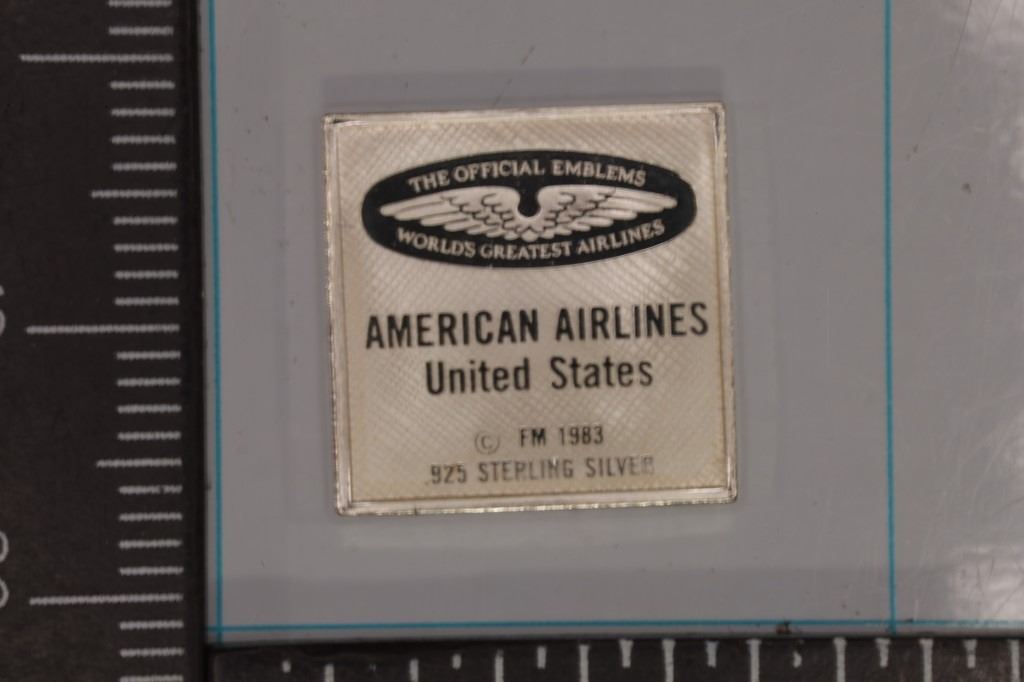 THE OFFICIAL EMBLEMS
WORLD'S GREATEST AIRLINES
AMERICAN AIRLINES
United States
© FM 1983
.925 STERLING SILVER